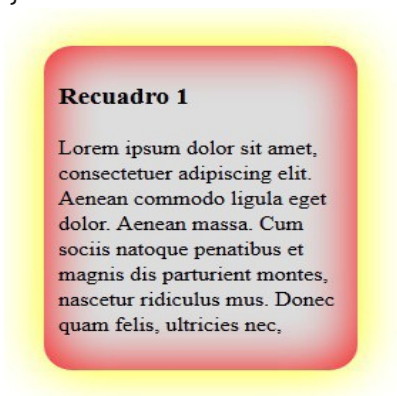 Recuadro 1
Lorem ipsum dolor sit amet,
consectetuer adipiscing elit.
Aenean commodo ligula eget
dolor. Aenean massa. Cum
sociis natoque penatibus et
magnis dis parturient montes,
nascetur ridiculus mus. Donec
quam felis, ultricies nec,